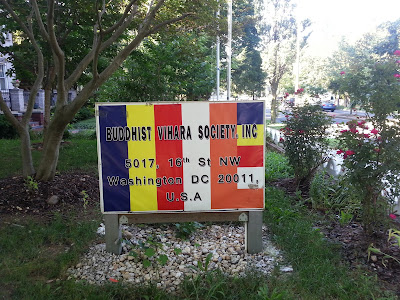 BUDDHIST VIHARA SOCIETY, INC
5017, 16th St NW
Washington DC 20011,
U.S.A